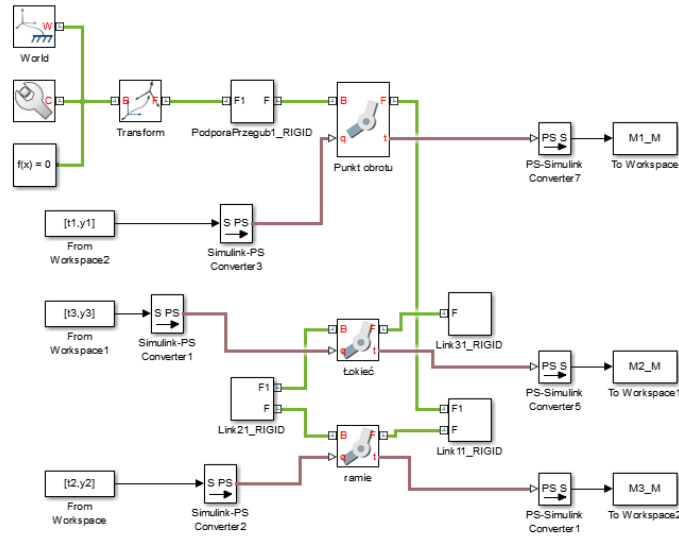 W
World
C
B F
Transform
F1 F
PodporaPrzegub1_RIGID
B F
q t
Punkt obrotu
PS S
PS-Simulink
Converter7
M1_M
To Workspace
f(x) = 0
[t1,y1]
From
Workspace2
S PS
Simulink-PS
Converter3
[t3,y3]
From
Workspace1
S PS
Simulink-PS
Converter1
B F
q t
Łokieć
F
Link31_RIGID
PS S
PS-Simulink
Converter5
M2_M
To Workspace1
F1
F
Link21_RIGID
B F
q t
ramie
F1
F
Link11_RIGID
[t2,y2]
From
Workspace
S PS
Simulink-PS
Converter2
PS S
PS-Simulink
Converter1
M3_M
To Workspace2